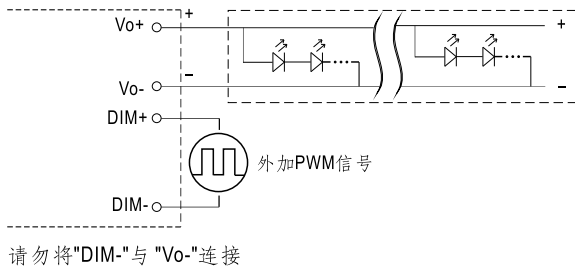 Vo+
+
+
Vo-
−
−
DIM+
外加PWM信号
DIM-
请勿将"DIM-"与 "Vo-"连接